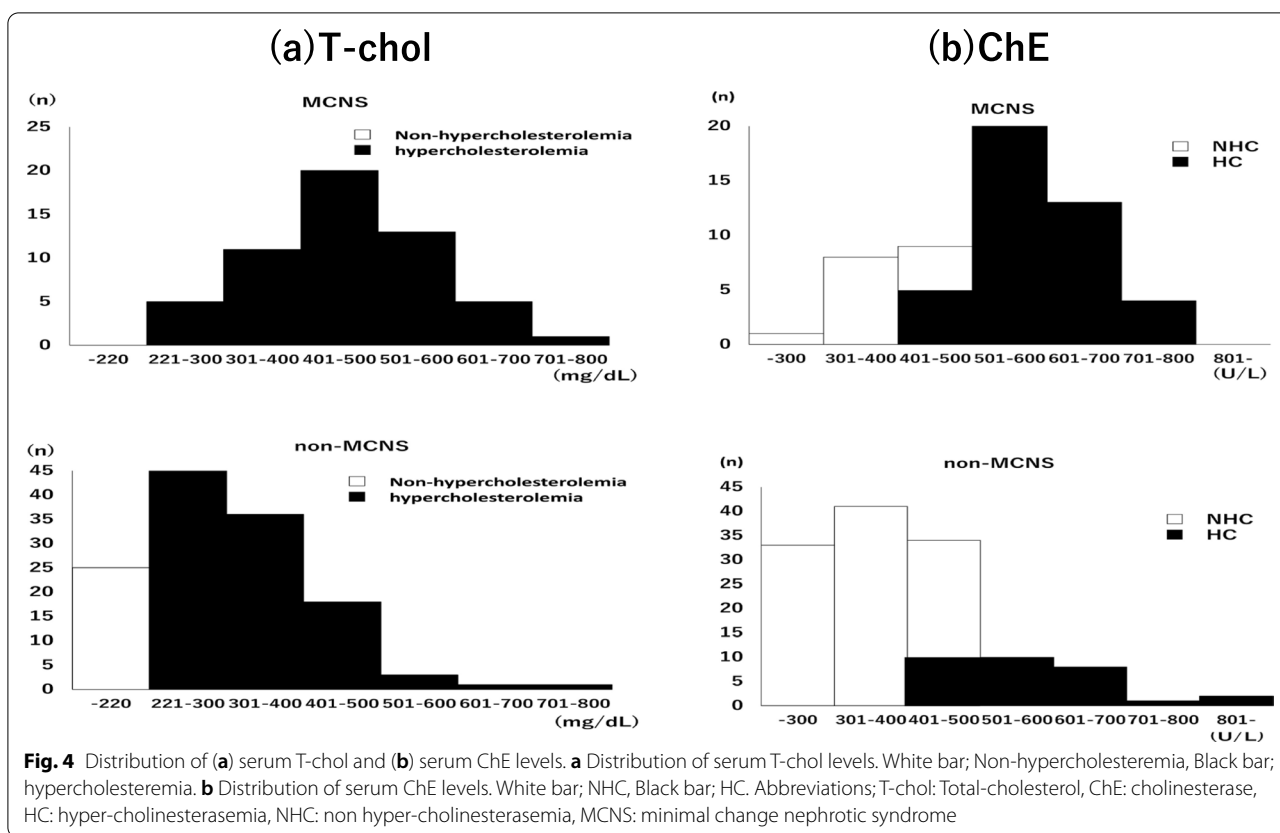 (a)T-chol
(b)ChE
(n)
MCNS
25
20
15
10
5
0
Non-hypercholesterolemia
hypercholesterolemia
-220 221-300 301-400 401-500 501-600 601-700 701-800
(mg/dL)
(n)
MCNS
20
15
10
5
0
NHC
HC
-300 301-400 401-500 501-600 601-700 701-800 801-
(U/L)
(n)
non-MCNS
45
40
35
30
25
20
15
10
5
0
Non-hypercholesterolemia
hypercholesterolemia
-220 221-300 301-400 401-500 501-600 601-700 701-800
(mg/dL)
(n)
non-MCNS
45
40
35
30
25
20
15
10
5
0
NHC
HC
-300 301-400 401-500 501-600 601-700 701-800 801-
(U/L)
Fig. 4 Distribution of (a) serum T-chol and (b) serum ChE levels. a Distribution of serum T-chol levels. White bar; Non-hypercholesteremia, Black bar;
hypercholesteremia. b Distribution of serum ChE levels. White bar; NHC, Black bar; HC. Abbreviations; T-chol: Total-cholesterol, ChE: cholinesterase,
HC: hyper-cholinesterasemia, NHC: non hyper-cholinesterasemia, MCNS: minimal change nephrotic syndrome